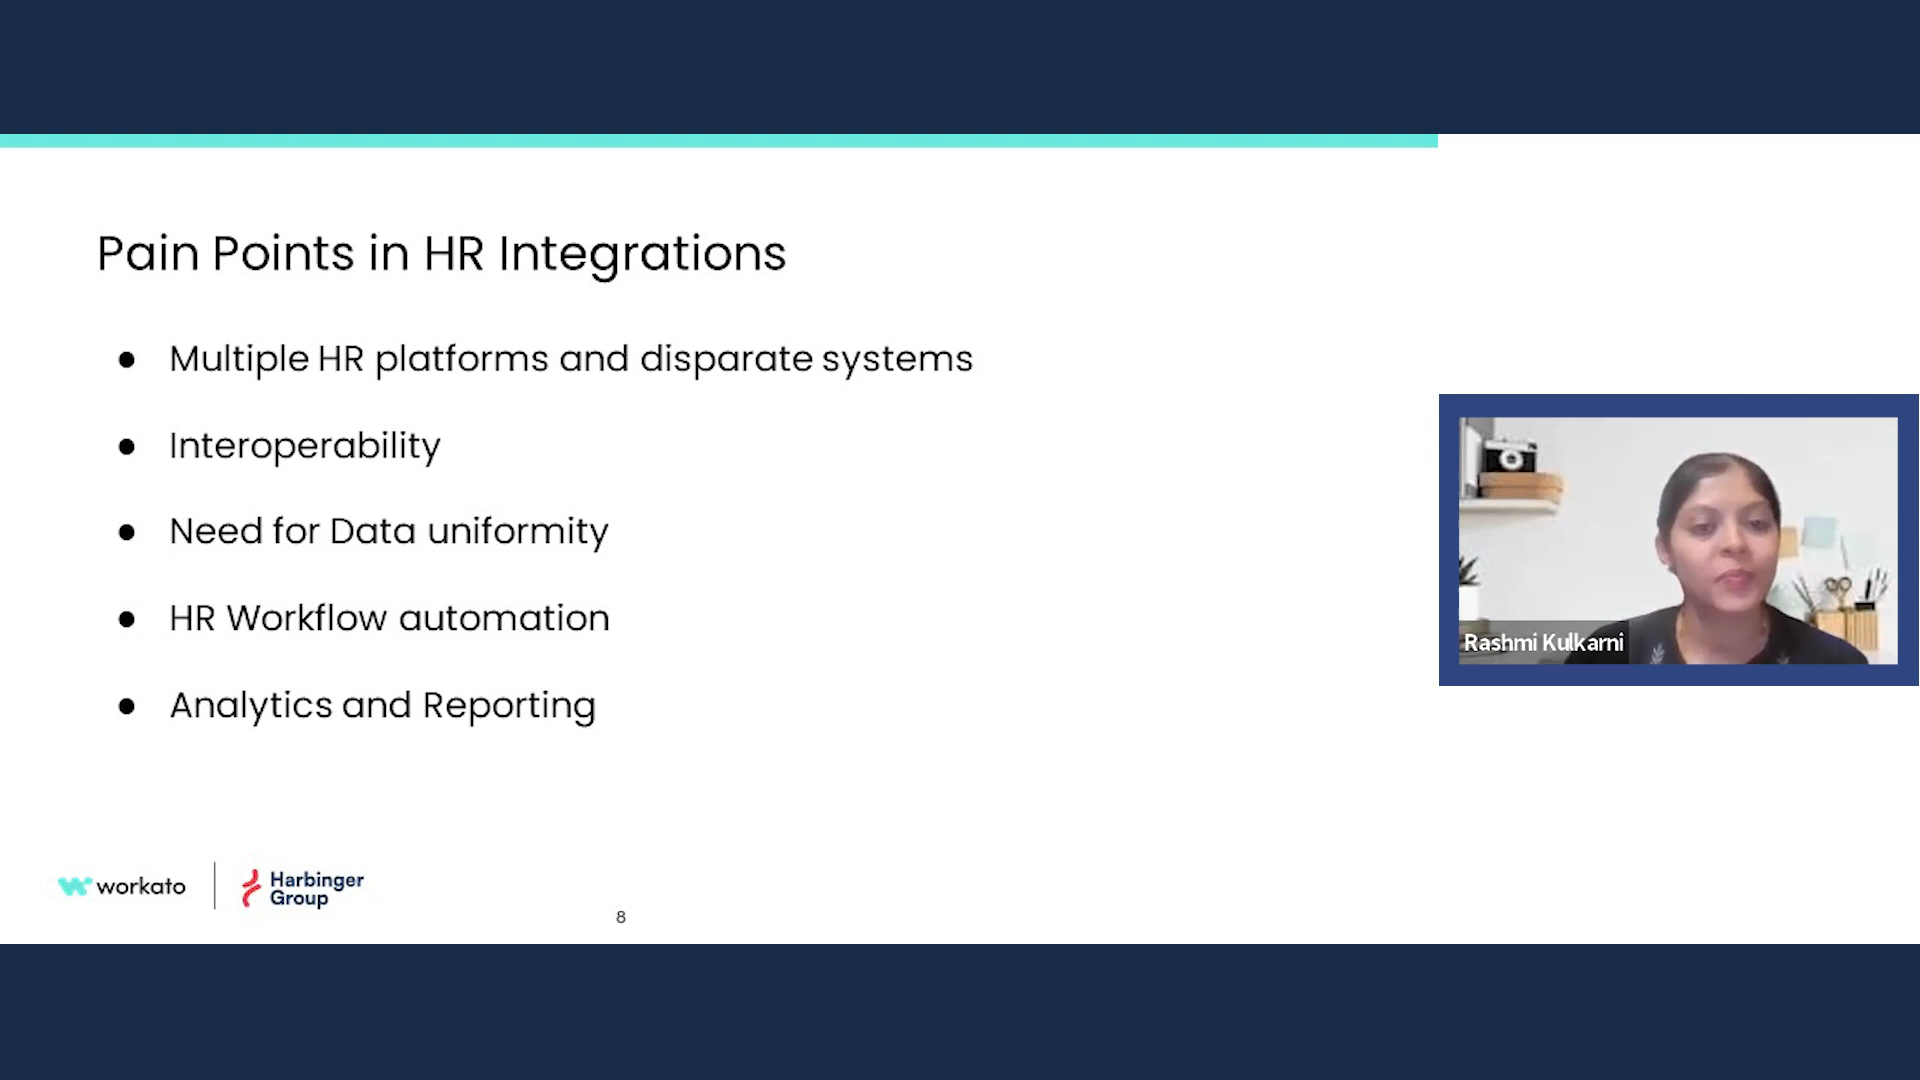 Pain Points in HR Integrations
● Multiple HR platforms and disparate systems
● Interoperability
● Need for Data uniformity
● HR Workflow automation
● Analytics and Reporting
Rashmi Kulkarni
workato
Harbinger
Group
8